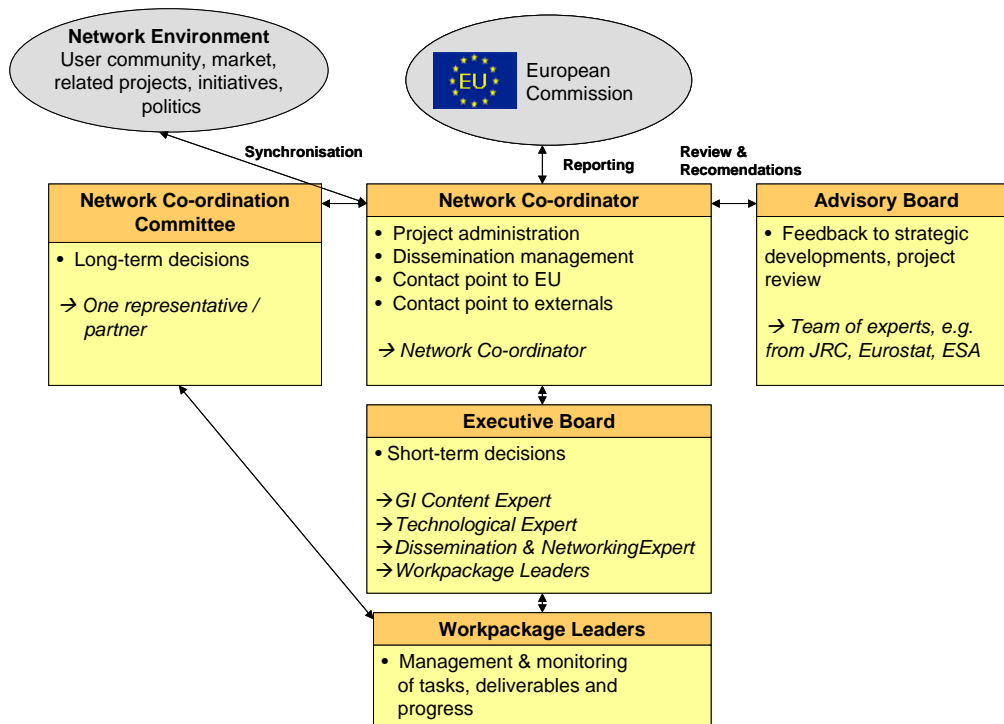 Network Environment
User community, market,
related projects, initiatives,
politics
EU
European
Commission
Synchronisation
Reporting
Review &
Recomendations
Network Co-ordination
Committee
• Long-term decisions
→ One representative /
partner
Network Co-ordinator
• Project administration
• Dissemination management
• Contact point to EU
• Contact point to externals
→ Network Co-ordinator
Advisory Board
• Feedback to strategic
developments, project
review
→ Team of experts, e.g.
from JRC, Eurostat, ESA
Executive Board
• Short-term decisions
→ GI Content Expert
→ Technological Expert
→ Dissemination & NetworkingExpert
→ Workpackage Leaders
Workpackage Leaders
• Management & monitoring
of tasks, deliverables and
progress